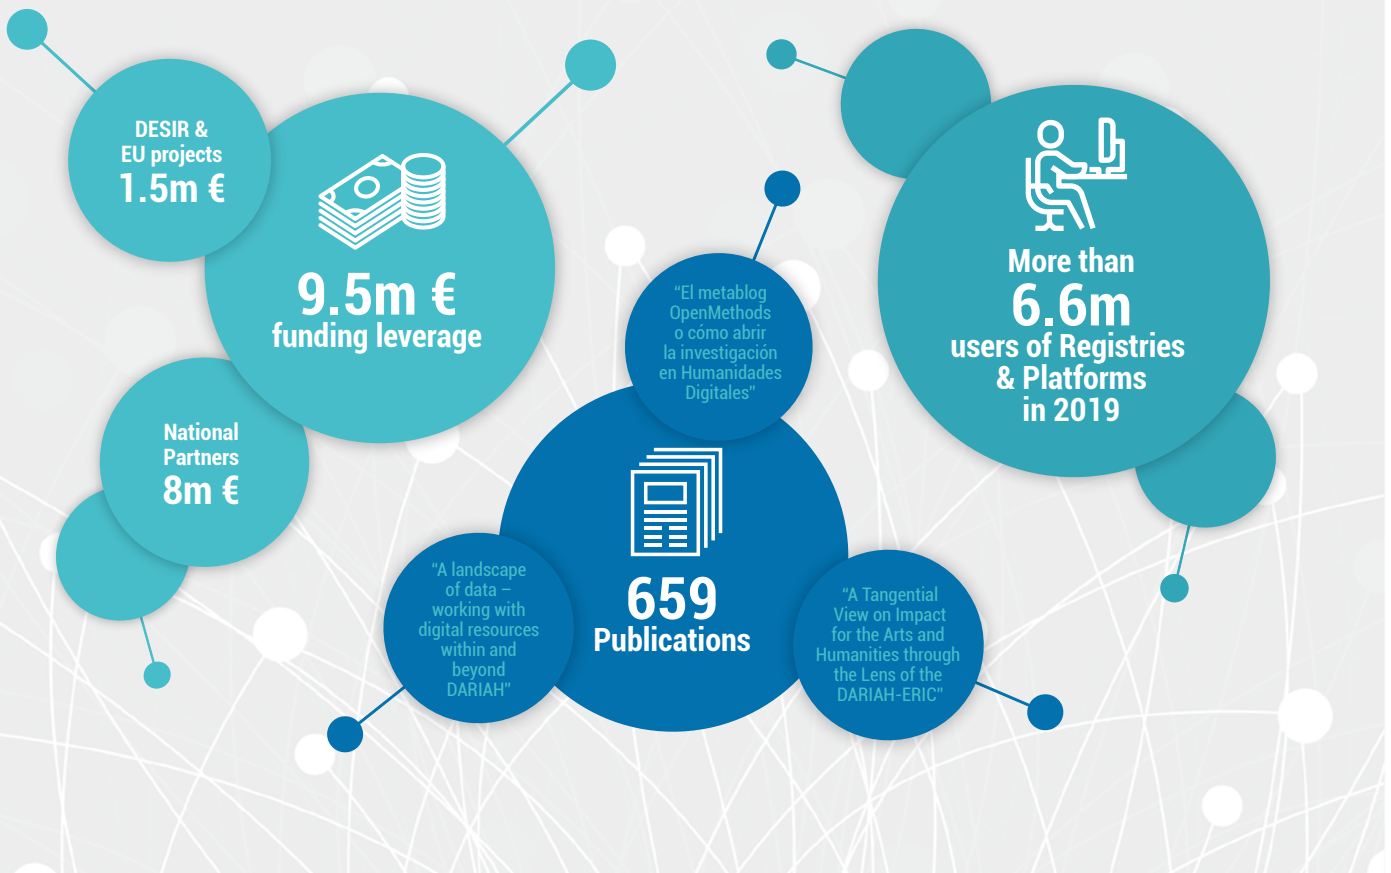 DESIR &
EU projects
1.5m €
9.5m €
funding leverage
National
Partners
8m €
“El metablog
OpenMethods
o cómo abrir
la investigación
en Humanidades
Digitales”
659
Publications
“A landscape
of data –
working with
digital resources
within and
beyond
DARIAH”
“A Tangential
View on Impact
for the Arts and
Humanities through
the Lens of the
DARIAH-ERIC”
More than
6.6m
users of Registries
& Platforms
in 2019